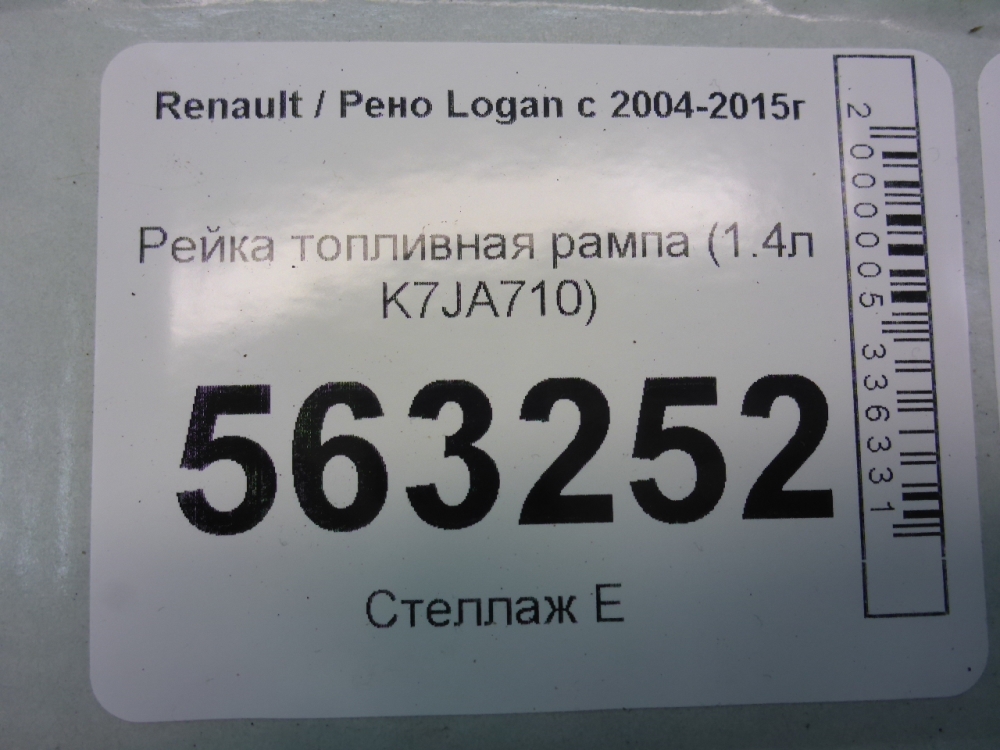 Renault / Рено Logan с 2004-2015г
Рейка топливная рампа (1.4л
K7JA710)
563252
Стеллаж E
2000005336331